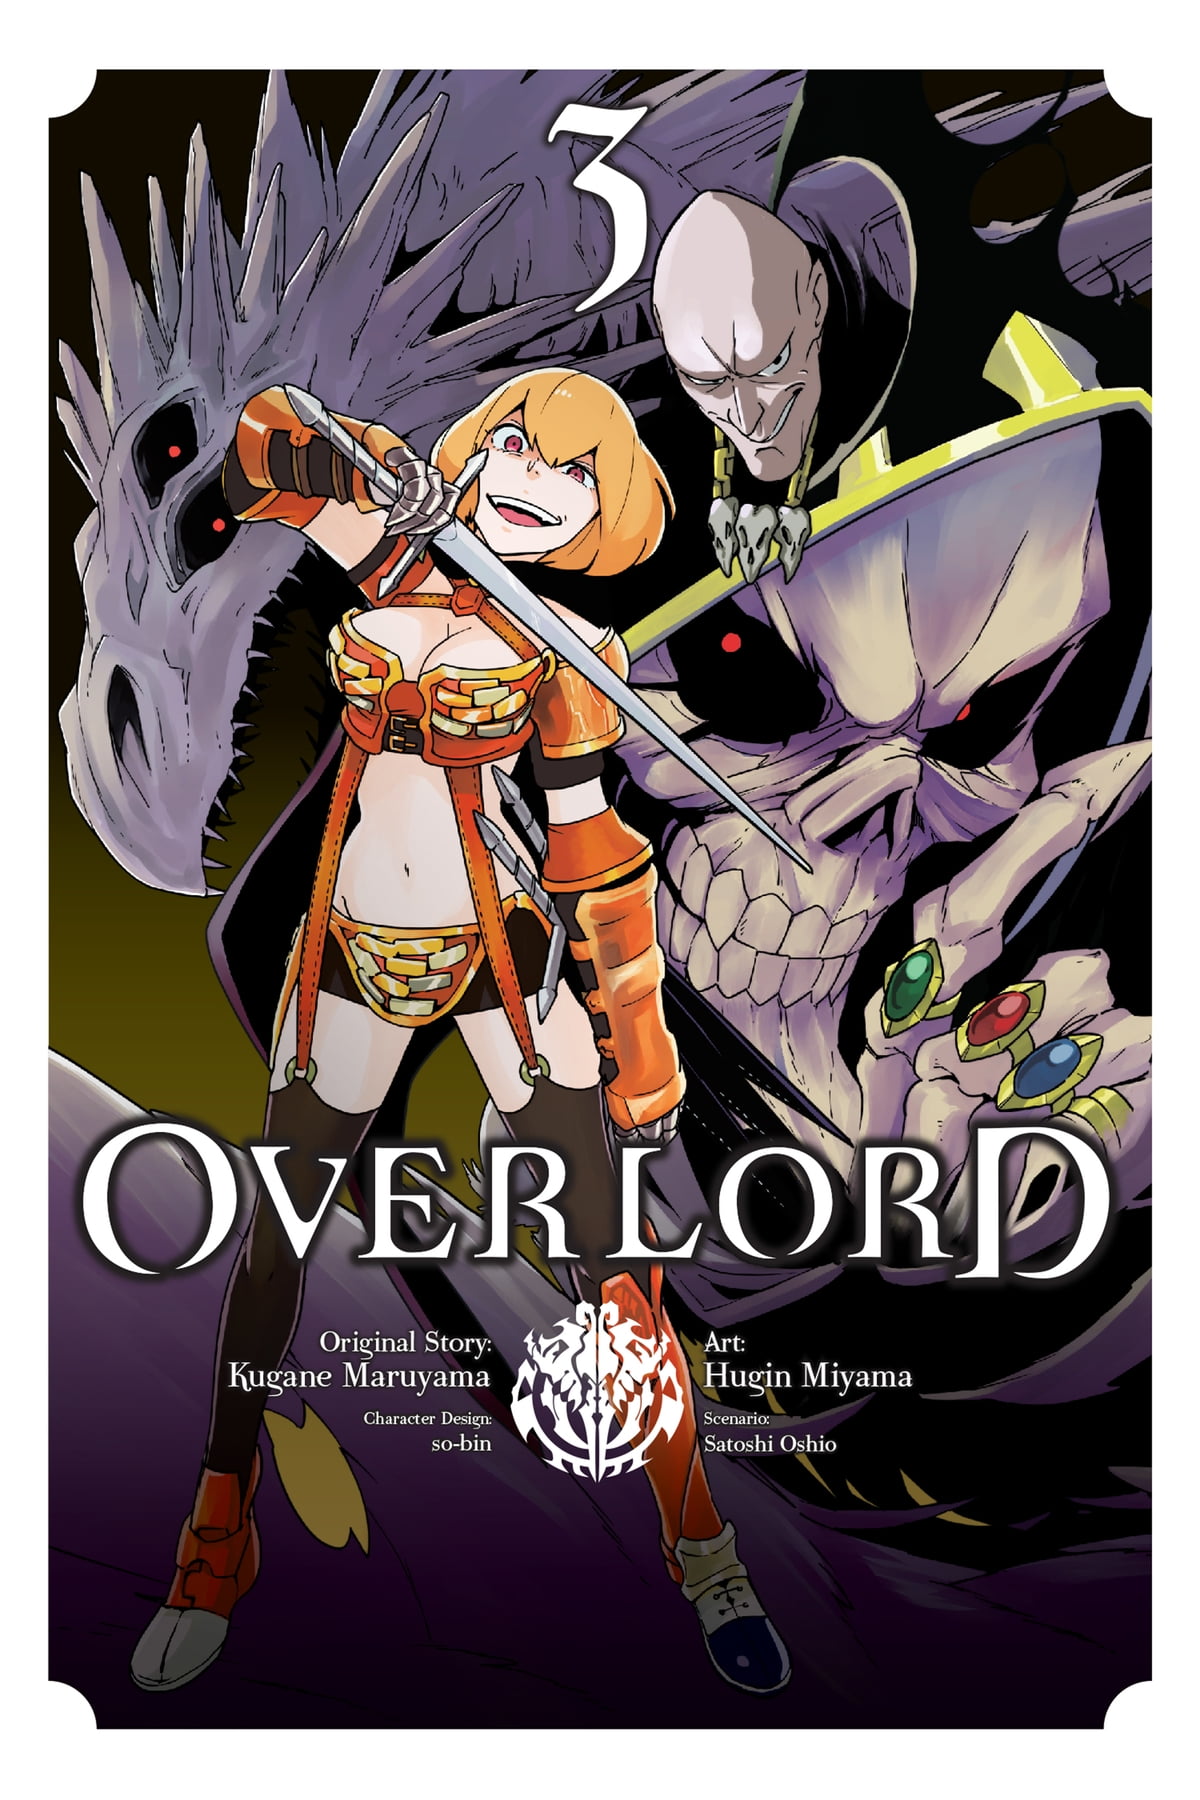 3
OVERLORD
Original Story:
Kugane Maruyama
Character Design:
so-bin
Art:
Hugin Miyama
Scenario:
Satoshi Oshio